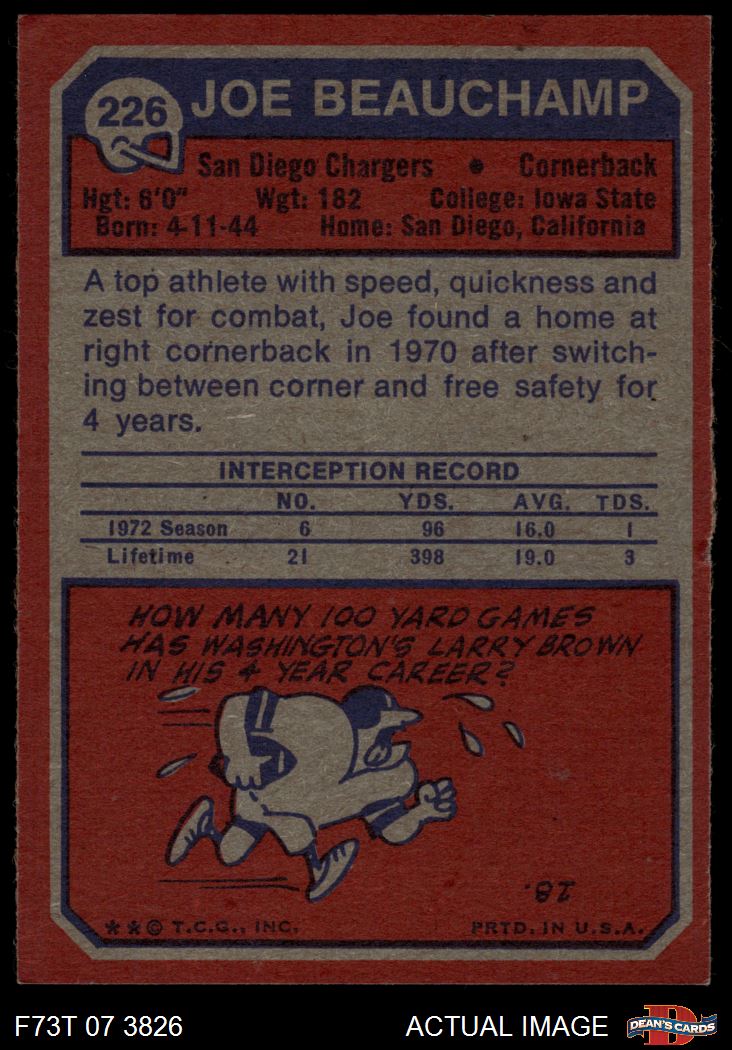 226 JOE BEAUCHAMP
San Diego Chargers • Cornerback
Hgt: 6'0" Wgt: 182 College: Iowa State
Born: 4-11-44 Home: San Diego, California
A top athlete with speed, quickness and
zest for combat, Joe found a home at
right cornerback in 1970 after switch-
ing between corner and free safety for
4 years.
INTERCEPTION RECORD
NO. YDS. AVG. TDS.
1972 Season 6 96 16.0 1
Lifetime 21 398 19.0 3
HOW MANY 100 YARD GAMES
HAS WASHINGTON'S LARRY BROWN
IN HIS 4 YEAR CAREER?
18.
** © T.C.G., INC. PRTD. IN U.S.A.
F73T 07 3826 ACTUAL IMAGE D DEAN'S CARDS